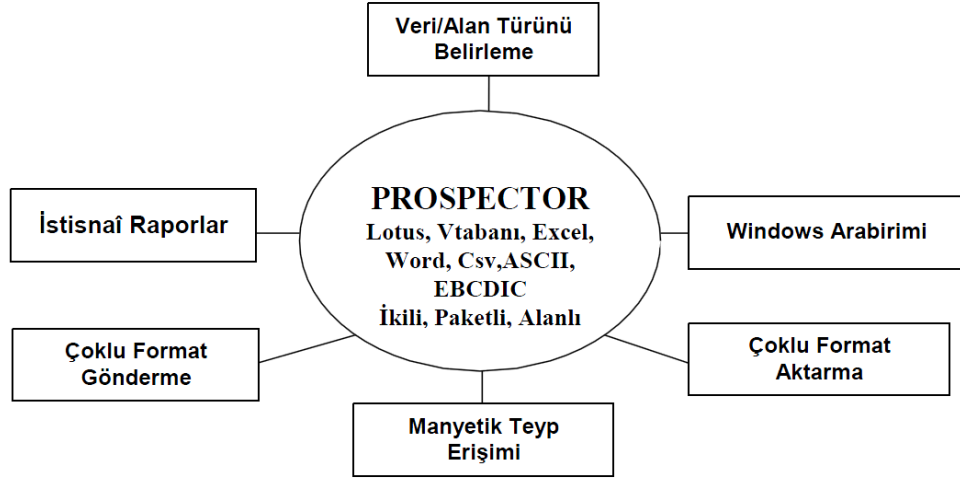 Veri/Alan Türünü
Belirleme
İstisnaî Raporlar
PROSPECTOR
Lotus, Vtabanı, Excel,
Word, Csv,ASCII,
EBCDIC
İkili, Paketli, Alanlı
Windows Arabirimi
Çoklu Format
Gönderme
Çoklu Format
Aktarma
Manyetik Teyp
Erişimi